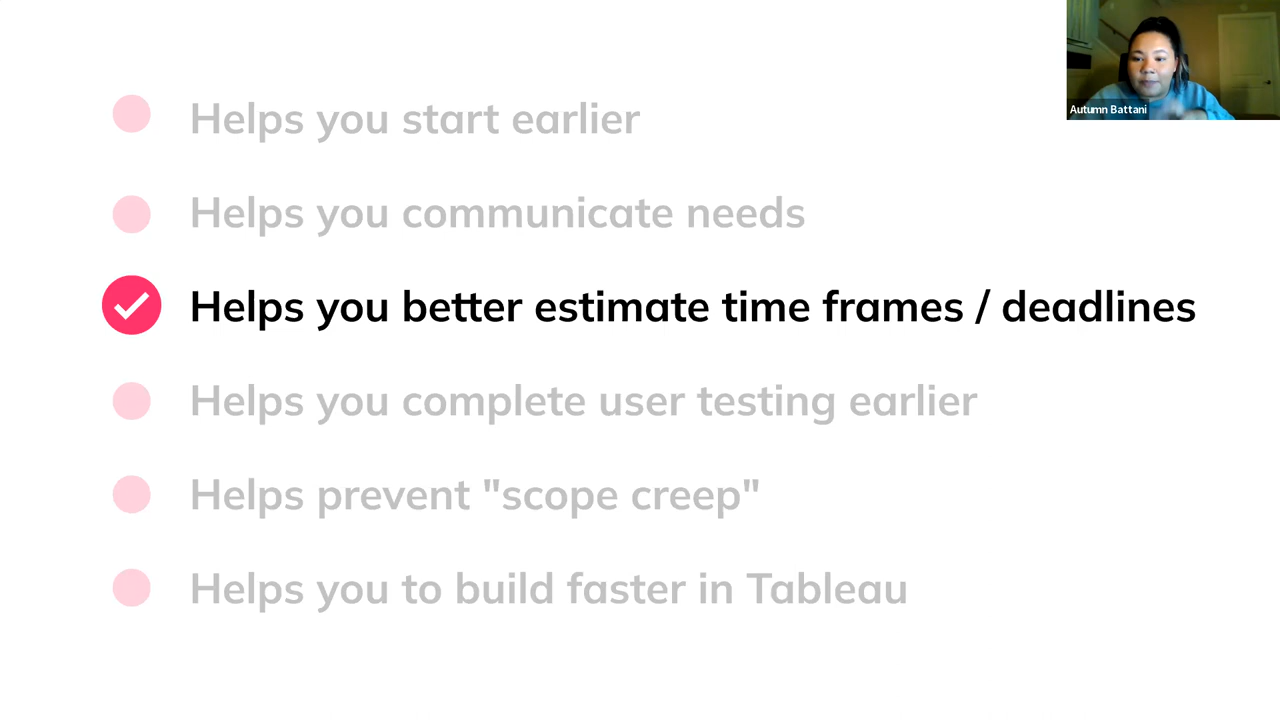 Autumn Battani
Helps you start earlier
Helps you communicate needs
Helps you better estimate time frames / deadlines
Helps you complete user testing earlier
Helps prevent "scope creep"
Helps you to build faster in Tableau